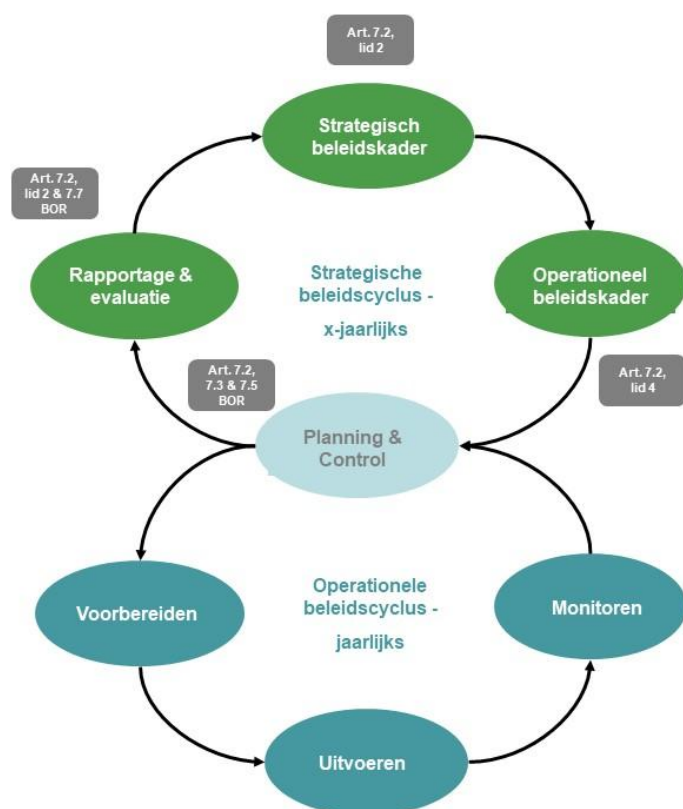 Art. 7.2,
lid 2
Strategisch
beleidskader
Art. 7.2,
lid 2 & 7.7
BOR
Rapportage &
evaluatie
Strategische
beleidscyclus -
x-jaarlijks
Operationeel
beleidskader
Art. 7.2,
7.3 & 7.5
BOR
Art. 7.2,
lid 4
Planning &
Control
Voorbereiden
Operationele
beleidscyclus -
jaarlijks
Monitoren
Uitvoeren